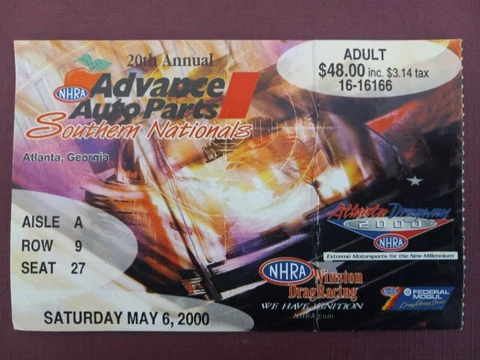 20th Annual
NHRA
Advance
Auto Parts
Southern Nationals
Atlanta, Georgia
ADULT
$48.00 inc. $3.14 tax
16-16166
AISLE A
ROW 9
SEAT 27
Atlanta Dragway
2000
NHRA
Extreme Motorsports for the New Millennium
NHRA
Winston
DragRacing
WE HAVE IGNITION
NHRA.com
FEDERAL
MOGUL
SATURDAY MAY 6, 2000